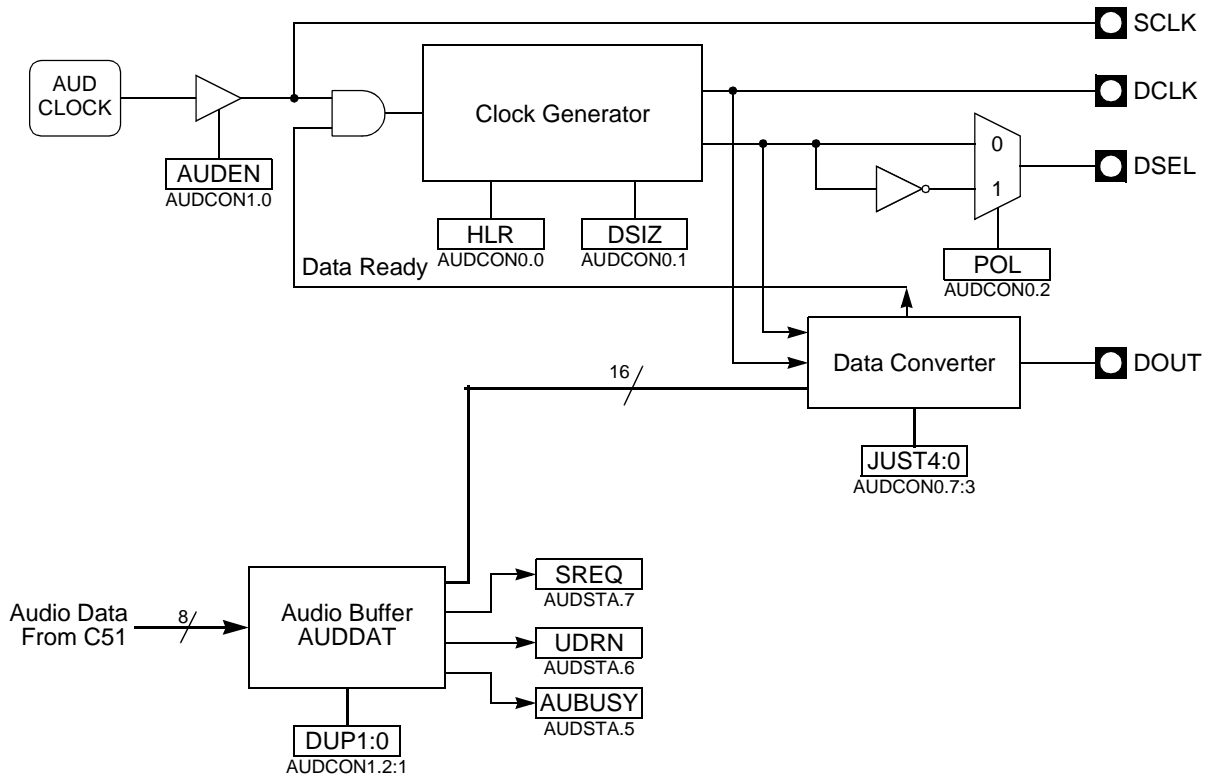 SCLK
AUD
CLOCK
Clock Generator
DCLK
0
1
DSEL
AUDEN
AUDCON1.0
HLR
AUDCON0.0
DSIZ
AUDCON0.1
POL
AUDCON0.2
Data Ready
Data Converter
DOUT
16
JUST4:0
AUDCON0.7:3
Audio Data
From C51
8
Audio Buffer
AUDDAT
SREQ
AUDSTA.7
UDRN
AUDSTA.6
AUBUSY
AUDSTA.5
DUP1:0
AUDCON1.2:1